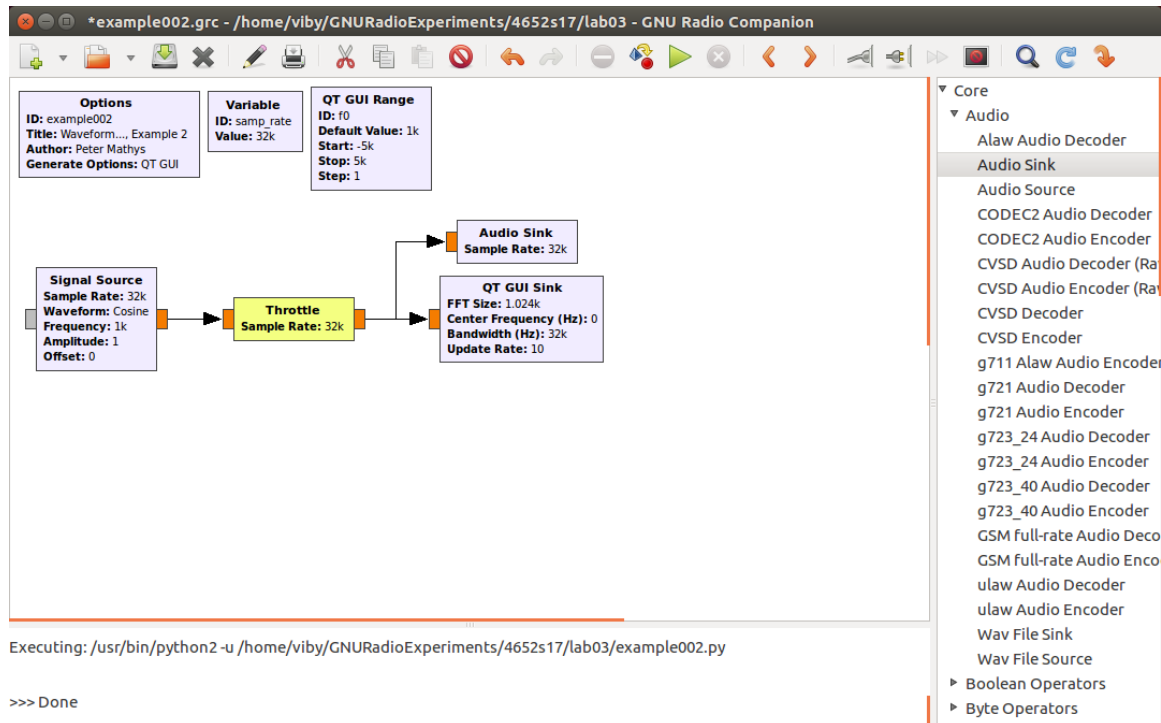 *example002.grc - /home/viby/GNURadioExperiments/4652s17/lab03 - GNU Radio Companion
Options
ID: example002
Title: Waveform..., Example 2
Author: Peter Mathys
Generate Options: QT GUI
Variable
ID: samp_rate
Value: 32k
QT GUI Range
ID: f0
Default Value: 1k
Start: -5k
Stop: 5k
Step: 1
Audio Sink
Sample Rate: 32k
Signal Source
Sample Rate: 32k
Waveform: Cosine
Frequency: 1k
Amplitude: 1
Offset: 0
Throttle
Sample Rate: 32k
QT GUI Sink
FFT Size: 1.024k
Center Frequency (Hz): 0
Bandwidth (Hz): 32k
Update Rate: 10
Core
Audio
Alaw Audio Decoder
Audio Sink
Audio Source
CODEC2 Audio Decoder
CODEC2 Audio Encoder
CVSD Audio Decoder (Ra
CVSD Audio Encoder (Ra
CVSD Decoder
CVSD Encoder
g711 Alaw Audio Encoder
g721 Audio Decoder
g721 Audio Encoder
g723_24 Audio Decoder
g723_24 Audio Encoder
g723_40 Audio Decoder
g723_40 Audio Encoder
GSM full-rate Audio Deco
GSM full-rate Audio Enco
ulaw Audio Decoder
ulaw Audio Encoder
Wav File Sink
Wav File Source
Boolean Operators
Byte Operators
Executing: /usr/bin/python2 -u /home/viby/GNURadioExperiments/4652s17/lab03/example002.py
>>> Done